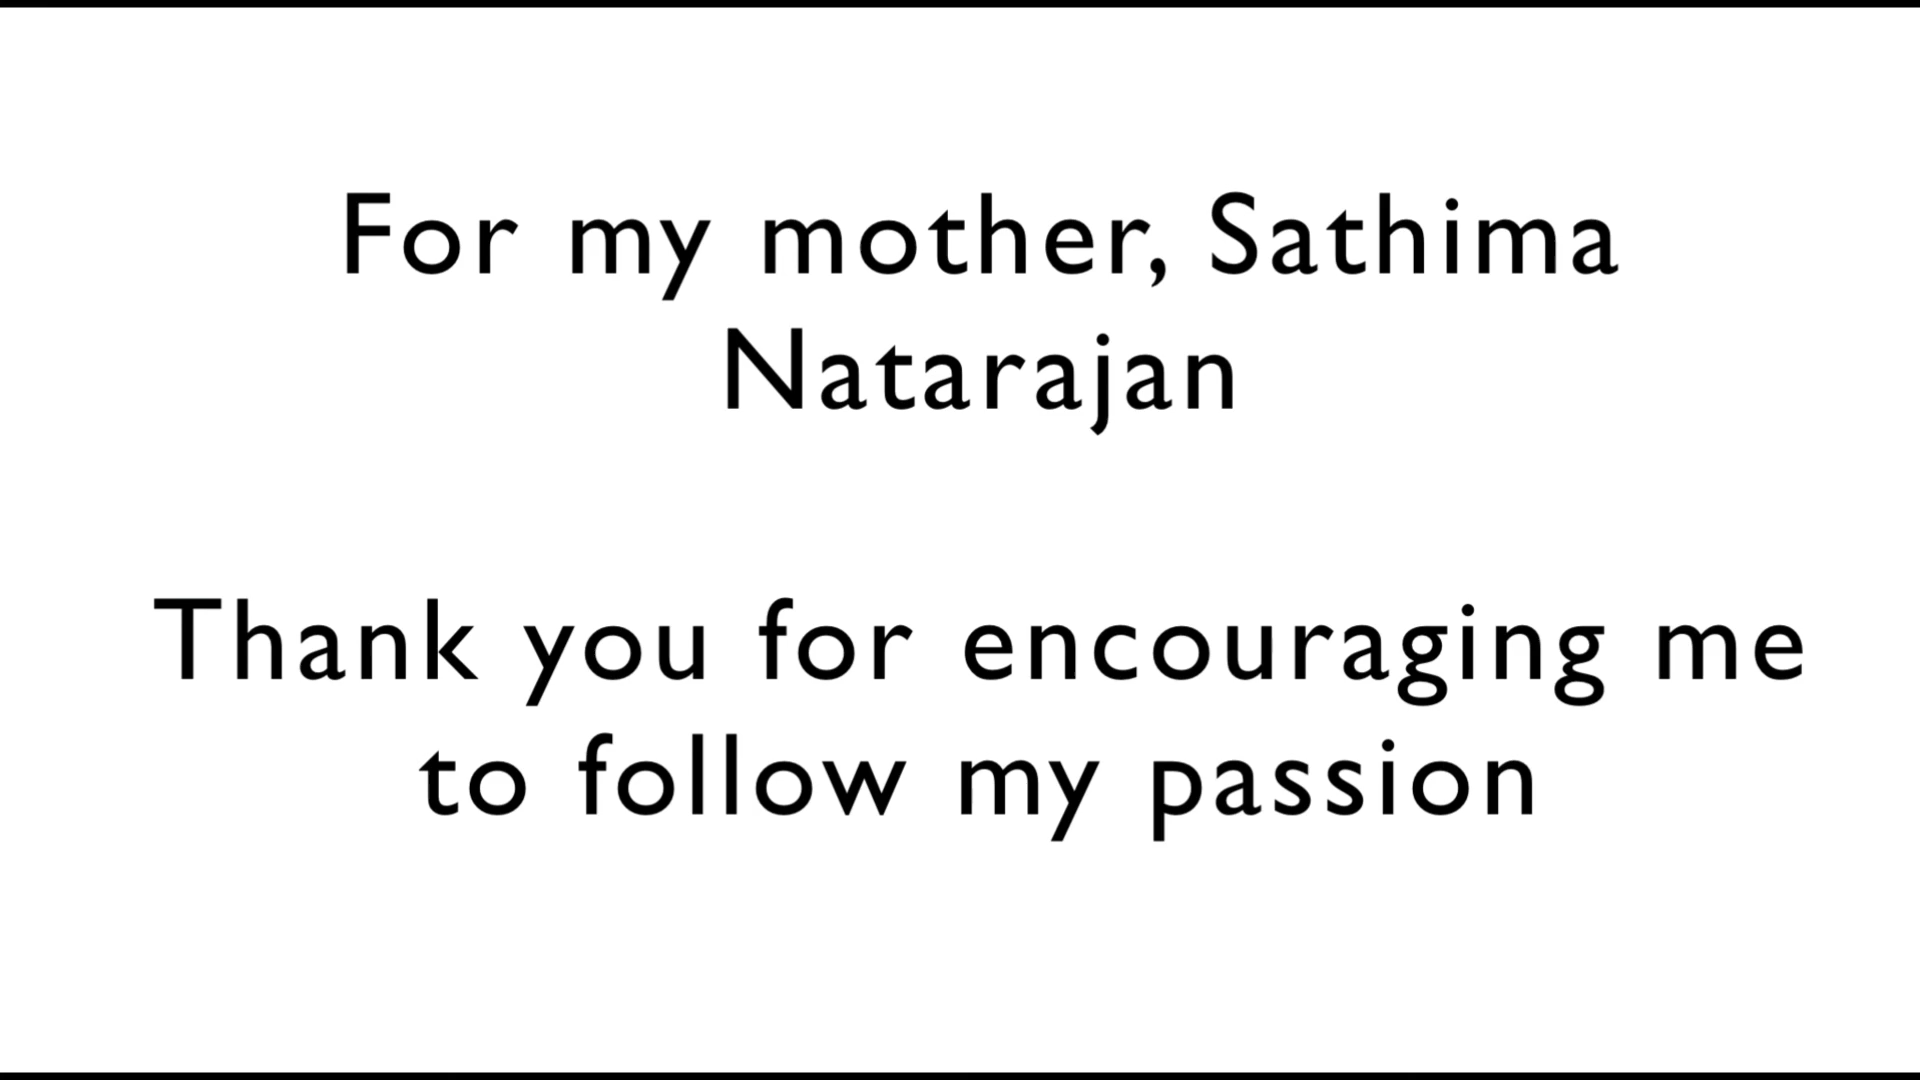 For my mother, Sathima
Natarajan
Thank you for encouraging me
to follow my passion